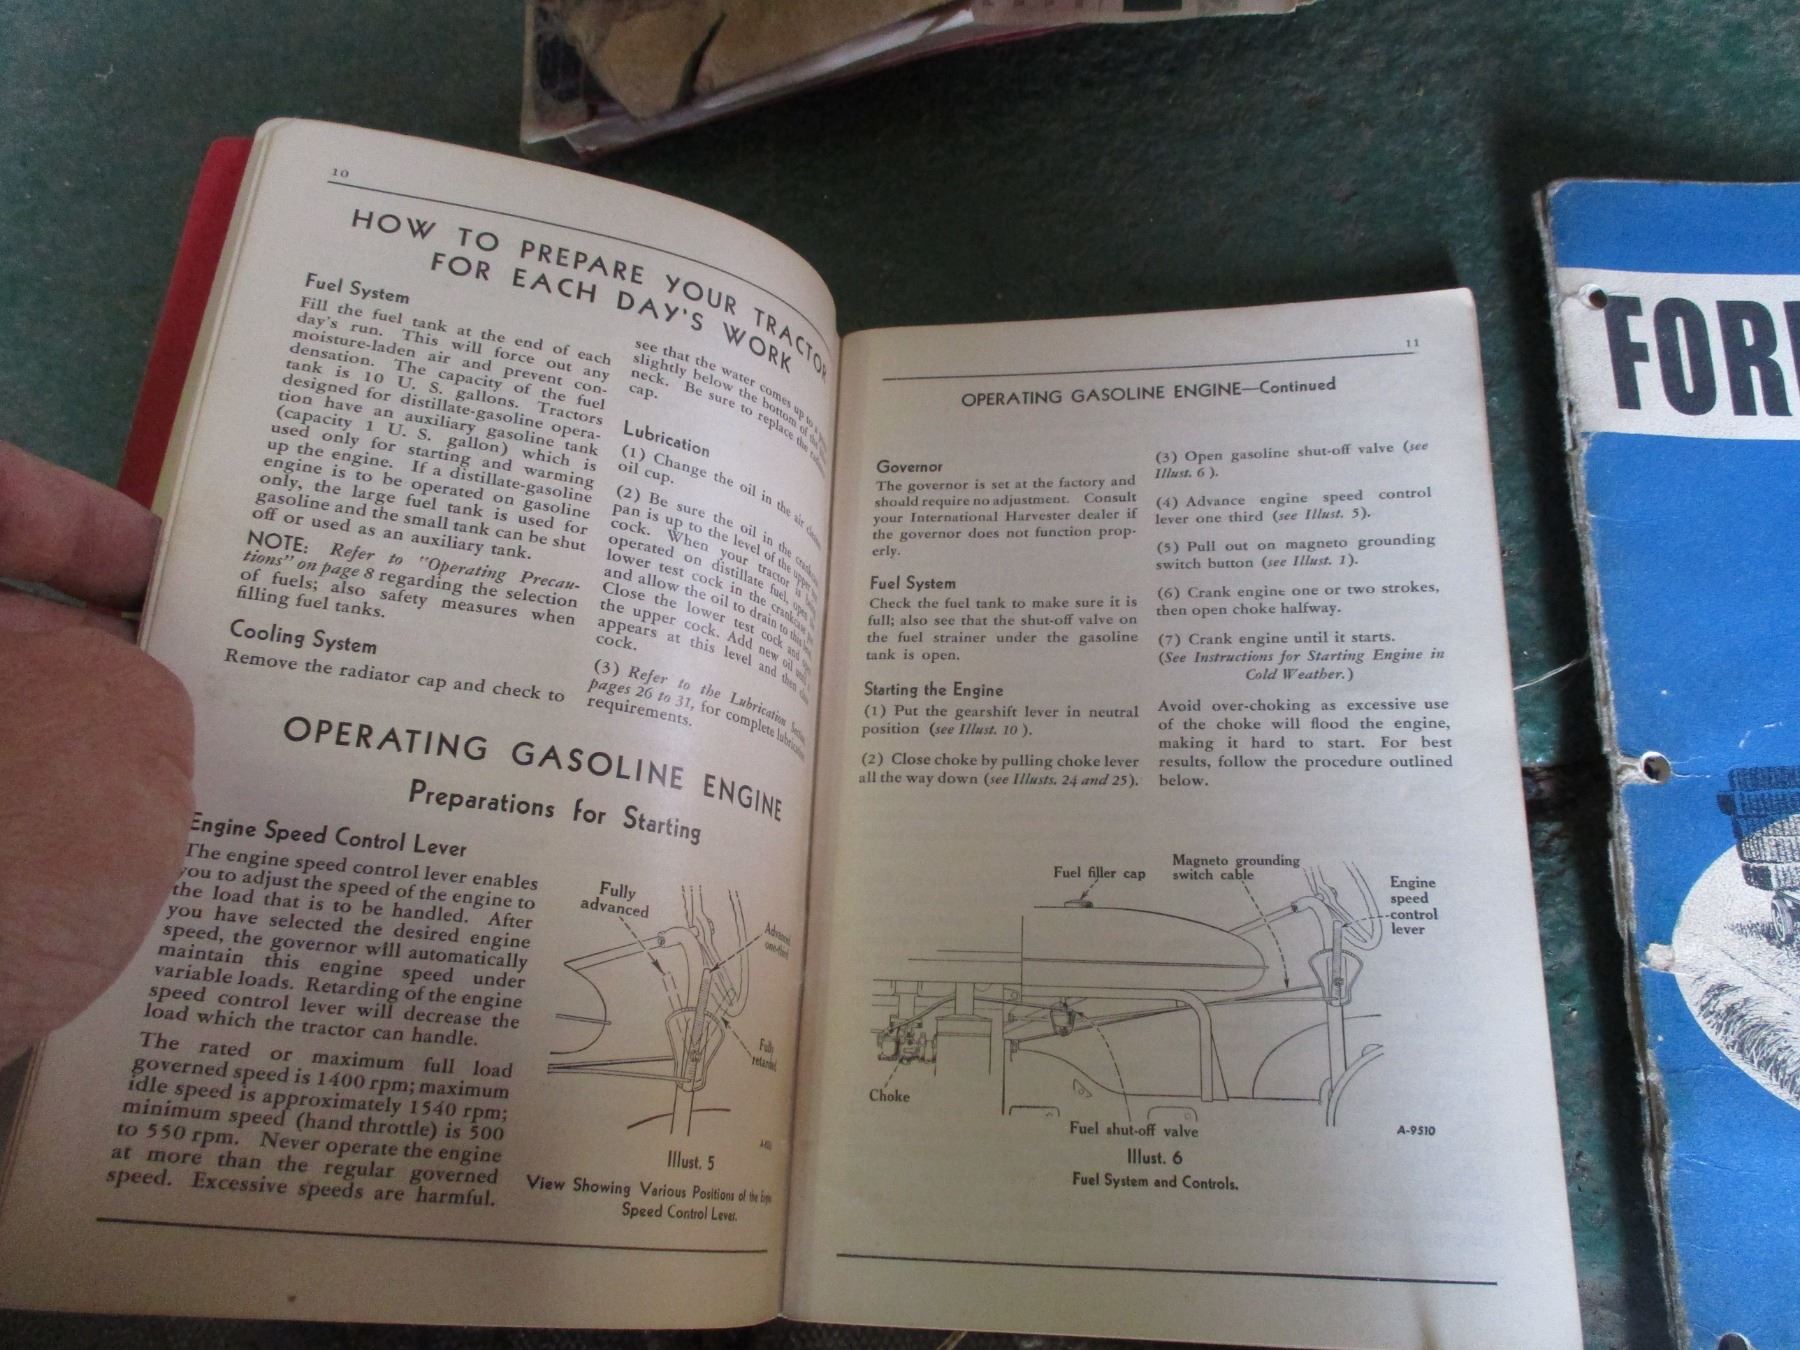 10
HOW TO PREPARE YOUR TRACTOR
FOR EACH DAY'S WORK
Fuel System
Fill the fuel tank at the end of each
day's run. This will force out any
moisture-laden air and prevent con-
densation. The capacity of the fuel
tank is 10 U. S. gallons. Tractors
designed for distillate-gasoline opera-
tion have an auxiliary gasoline tank
(capacity 1 U. S. gallon) which is
used only for starting and warming
up the engine. If a distillate-gasoline
engine is to be operated on gasoline
only, the large fuel tank is used for
gasoline and the small tank can be shut
off or used as an auxiliary tank.
NOTE: Refer to "Operating Precau-
tions" on page 8 regarding the selection
of fuels; also safety measures when
filling fuel tanks.
Cooling System
Remove the radiator cap and check to
see that the water comes up to a
slightly below the bottom of the
neck. Be sure to replace the
cap.
Lubrication
(1) Change the oil in the air
oil cup.
(2) Be sure the oil in the crankcase
pan is up to the level of the upper
cock. When your tractor is being
operated on distillate fuel, open the
lower test cock in the crankcase pan
and allow the oil to drain to this level.
Close the lower test cock and open
the upper cock. Add new oil until
appears at this level and then close
cock.
(3) Refer to the Lubrication Section,
pages 26 to 31, for complete lubrication
requirements.
OPERATING GASOLINE ENGINE
Preparations for Starting
Engine Speed Control Lever
The engine speed control lever enables
you to adjust the speed of the engine to
the load that is to be handled. After
you have selected the desired engine
speed, the governor will automatically
maintain this engine speed under
variable loads. Retarding of the engine
speed control lever will decrease the
load which the tractor can handle.
The rated or maximum full load
governed speed is 1400 rpm; maximum
idle speed is approximately 1540 rpm;
minimum speed (hand throttle) is 500
to 550 rpm. Never operate the engine
at more than the regular governed
speed. Excessive speeds are harmful.
Fully
advanced
Advanced
one-third
Fully
retarded
Illust. 5
View Showing Various Positions of the Engine
Speed Control Lever.
11
OPERATING GASOLINE ENGINE—Continued
Governor
The governor is set at the factory and
should require no adjustment. Consult
your International Harvester dealer if
the governor does not function prop-
erly.
Fuel System
Check the fuel tank to make sure it is
full; also see that the shut-off valve on
the fuel strainer under the gasoline
tank is open.
Starting the Engine
(1) Put the gearshift lever in neutral
position (see Illust. 10 ).
(2) Close choke by pulling choke lever
all the way down (see Illusts. 24 and 25).
(3) Open gasoline shut-off valve (see
Illust. 6 ).
(4) Advance engine speed control
lever one third (see Illust. 5).
(5) Pull out on magneto grounding
switch button (see Illust. 1).
(6) Crank engine one or two strokes,
then open choke halfway.
(7) Crank engine until it starts.
(See Instructions for Starting Engine in
Cold Weather.)
Avoid over-choking as excessive use
of the choke will flood the engine,
making it hard to start. For best
results, follow the procedure outlined
below.
Fuel filler cap
Magneto grounding
switch cable
Engine
speed
control
lever
Choke
Fuel shut-off valve
A-9510
Illust. 6
Fuel System and Controls.
FOR